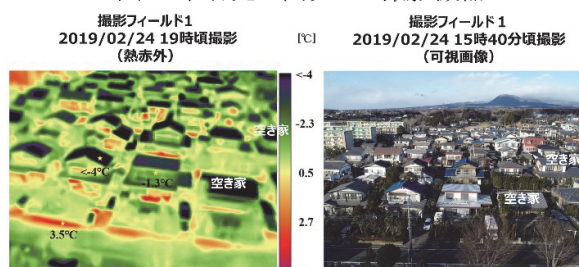 撮影フィールド1
2019/02/24 19時頃撮影
（熱赤外）
[℃]
<-4
-2.3
0.5
2.7
空き家
<-4℃
-1.3℃
空き家
3.5℃
撮影フィールド１
2019/02/24 15時40分頃撮影
（可視画像）
空き家
空き家